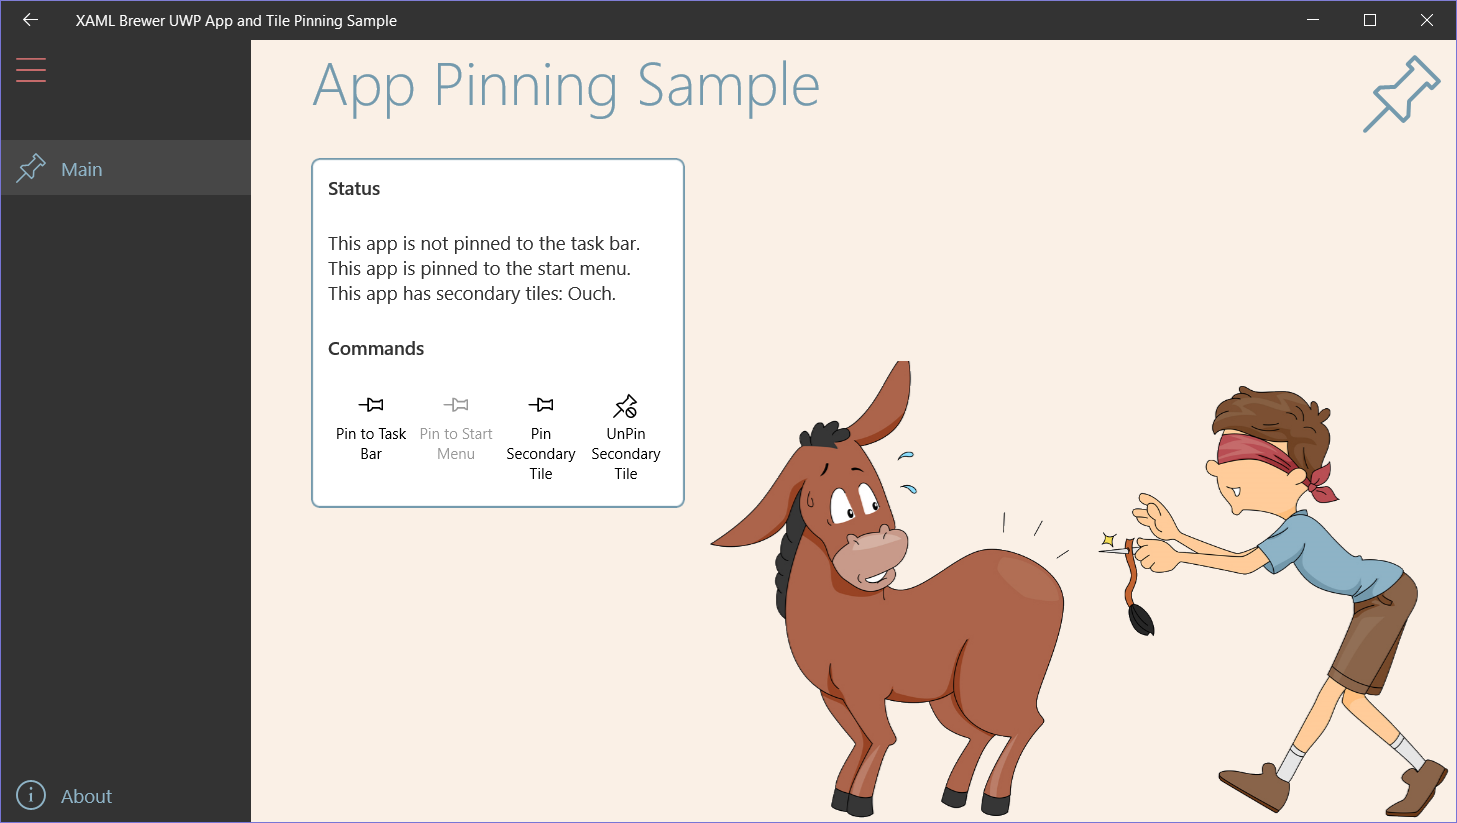 XAML Brewer UWP App and Tile Pinning Sample
App Pinning Sample
Main
Status
This app is not pinned to the task bar.
This app is pinned to the start menu.
This app has secondary tiles: Ouch.
Commands
Pin to Task
Bar
Pin to Start
Menu
Pin
Secondary
Tile
UnPin
Secondary
Tile
About